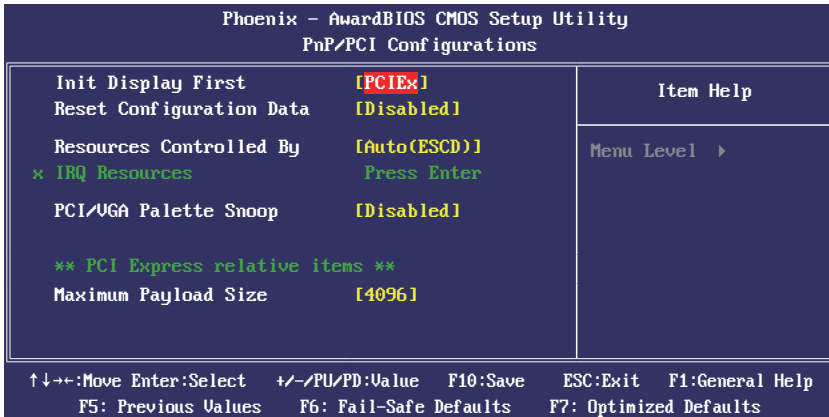 Phoenix - AwardBIOS CMOS Setup Utility
PnP/PCI Configurations
Init Display First [PCIEx]
Reset Configuration Data [Disabled]
Resources Controlled By [Auto(ESCD)]
x IRQ Resources Press Enter
PCI/VGA Palette Snoop [Disabled]
** PCI Express relative items **
Maximum Payload Size [4096]
Item Help
Menu Level ▸
↑↓→←:Move Enter:Select +/-/PU/PD:Value F10:Save ESC:Exit F1:General Help
F5: Previous Values F6: Fail-Safe Defaults F7: Optimized Defaults